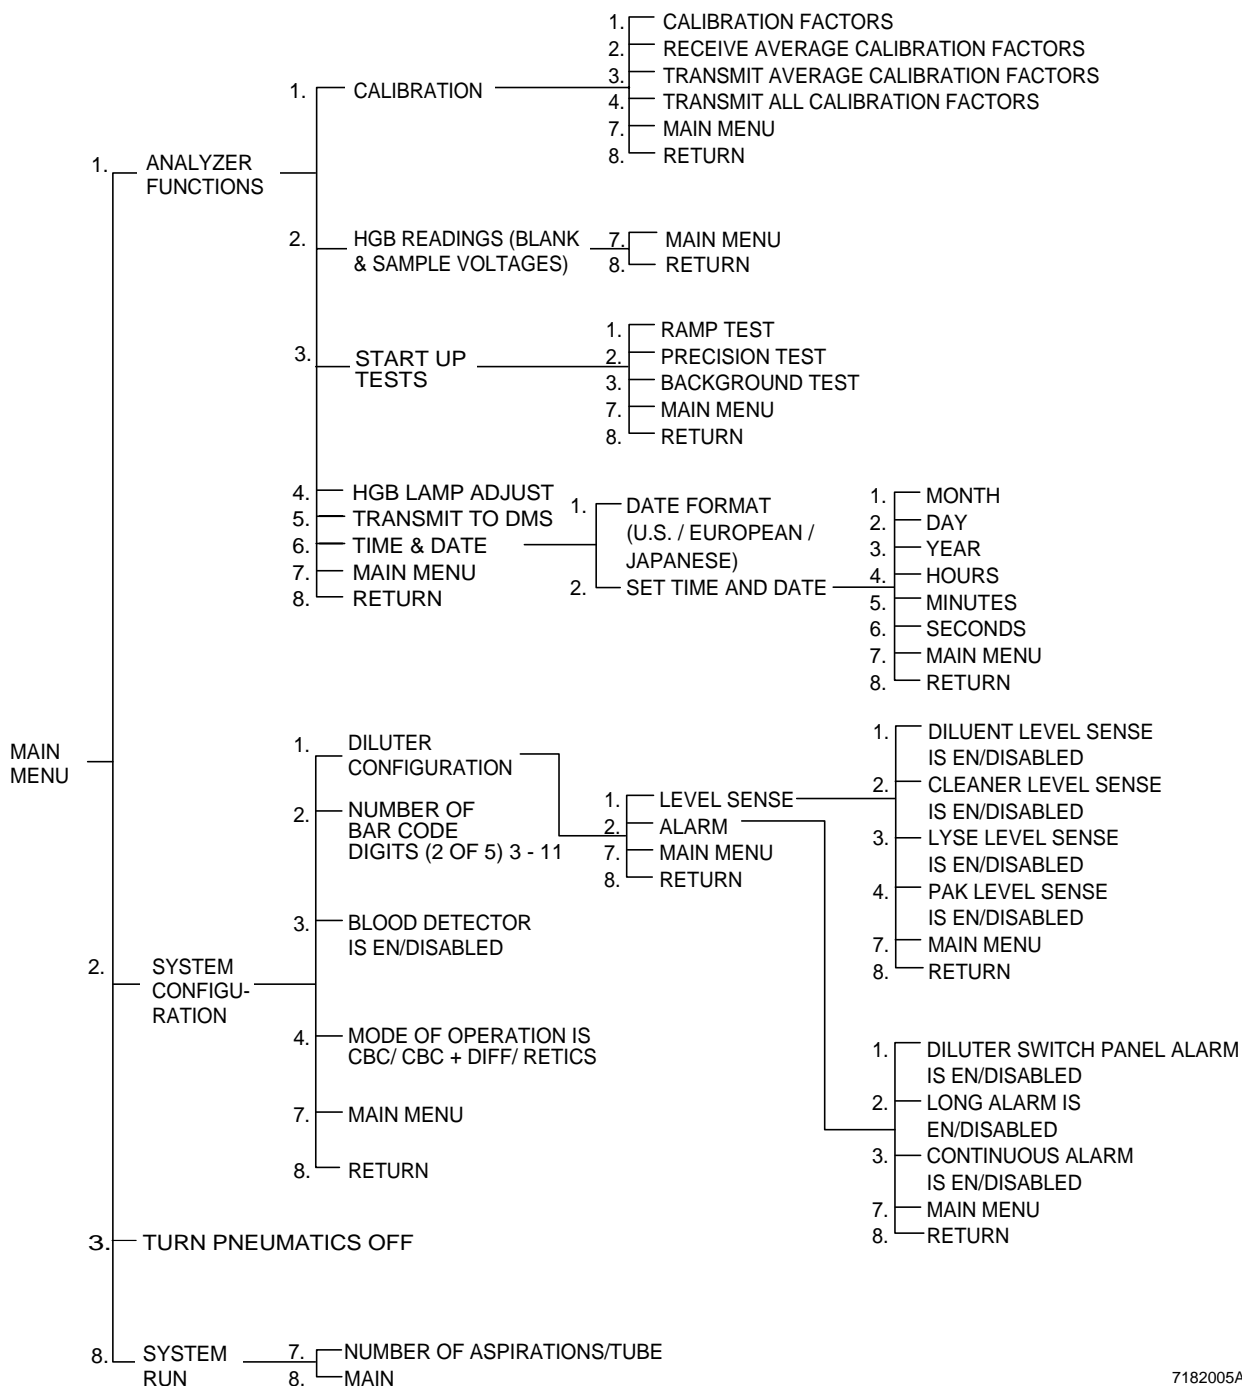 MAIN
MENU
1. ANALYZER
FUNCTIONS
1. CALIBRATION
1. CALIBRATION FACTORS
2. RECEIVE AVERAGE CALIBRATION FACTORS
3. TRANSMIT AVERAGE CALIBRATION FACTORS
4. TRANSMIT ALL CALIBRATION FACTORS
7. MAIN MENU
8. RETURN
2. HGB READINGS (BLANK
& SAMPLE VOLTAGES)
7. MAIN MENU
8. RETURN
3. START UP
TESTS
1. RAMP TEST
2. PRECISION TEST
3. BACKGROUND TEST
7. MAIN MENU
8. RETURN
4. HGB LAMP ADJUST
5. TRANSMIT TO DMS
6. TIME & DATE
7. MAIN MENU
8. RETURN
1. DATE FORMAT
(U.S. / EUROPEAN /
JAPANESE)
2. SET TIME AND DATE
1. MONTH
2. DAY
3. YEAR
4. HOURS
5. MINUTES
6. SECONDS
7. MAIN MENU
8. RETURN
2. SYSTEM
CONFIGU-
RATION
1. DILUTER
CONFIGURATION
2. NUMBER OF
BAR CODE
DIGITS (2 OF 5) 3 - 11
3. BLOOD DETECTOR
IS EN/DISABLED
4. MODE OF OPERATION IS
CBC/ CBC + DIFF/ RETICS
7. MAIN MENU
8. RETURN
1. LEVEL SENSE
2. ALARM
7. MAIN MENU
8. RETURN
1. DILUENT LEVEL SENSE
IS EN/DISABLED
2. CLEANER LEVEL SENSE
IS EN/DISABLED
3. LYSE LEVEL SENSE
IS EN/DISABLED
4. PAK LEVEL SENSE
IS EN/DISABLED
7. MAIN MENU
8. RETURN
1. DILUTER SWITCH PANEL ALARM
IS EN/DISABLED
2. LONG ALARM IS
EN/DISABLED
3. CONTINUOUS ALARM
IS EN/DISABLED
7. MAIN MENU
8. RETURN
3. TURN PNEUMATICS OFF
8. SYSTEM
RUN
7. NUMBER OF ASPIRATIONS/TUBE
8. MAIN
7182005A